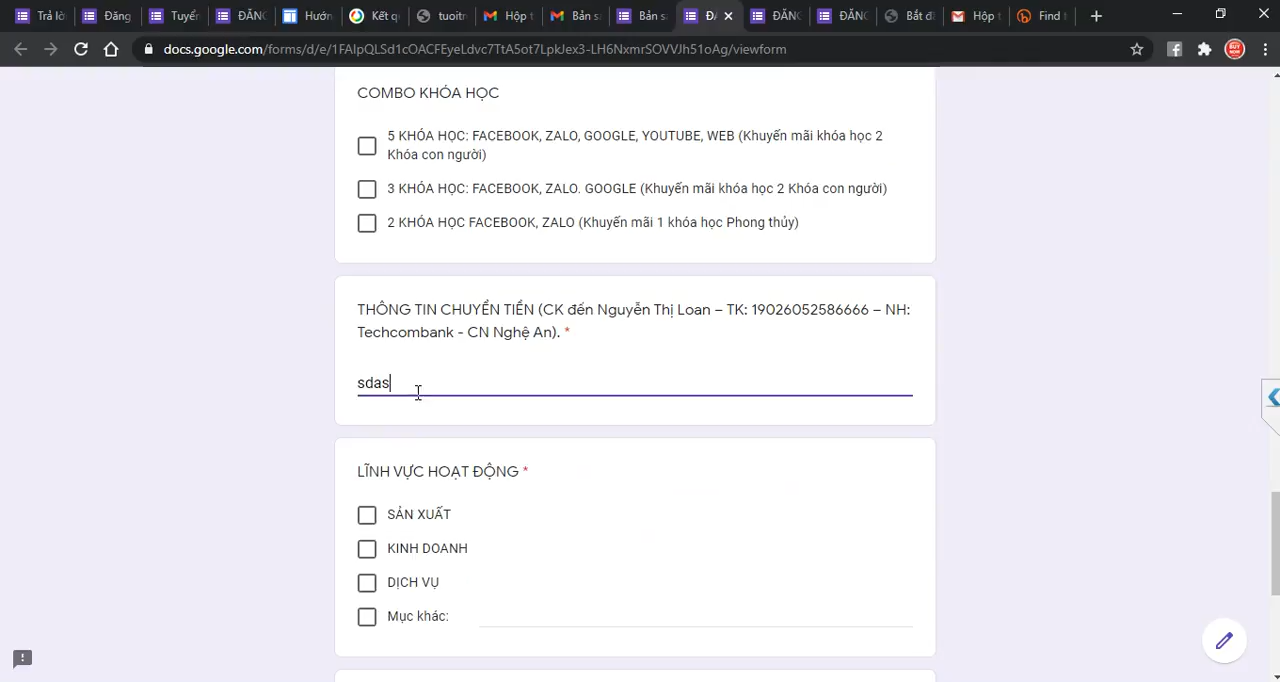 Trả lờ
Đăng
Tuyể
ĐĂNG
Hướn
Kết q
tuoitr
Hộp t
Bản s
Bản s
ĐĂ
ĐĂN
ĐĂNG
Bắt đầ
Hộp t
Find
docs.google.com/forms/d/e/1FAIpQLSd1cOACFEyeLdvc7TtA5ot7LpkJex3-LH6NxmrSOVVJh51oAg/viewform
COMBO KHÓA HỌC
5 KHÓA HỌC: FACEBOOK, ZALO, GOOGLE, YOUTUBE, WEB (Khuyến mãi khóa học 2
Khóa con người)
3 KHÓA HỌC: FACEBOOK, ZALO. GOOGLE (Khuyến mãi khóa học 2 Khóa con người)
2 KHÓA HỌC FACEBOOK, ZALO (Khuyến mãi 1 khóa học Phong thủy)
THÔNG TIN CHUYỂN TIỀN (CK đến Nguyễn Thị Loan – TK: 19026052586666 – NH:
Techcombank - CN Nghệ An). *
sdas
LĨNH VỰC HOẠT ĐỘNG *
SẢN XUẤT
KINH DOANH
DỊCH VỤ
Mục khác: